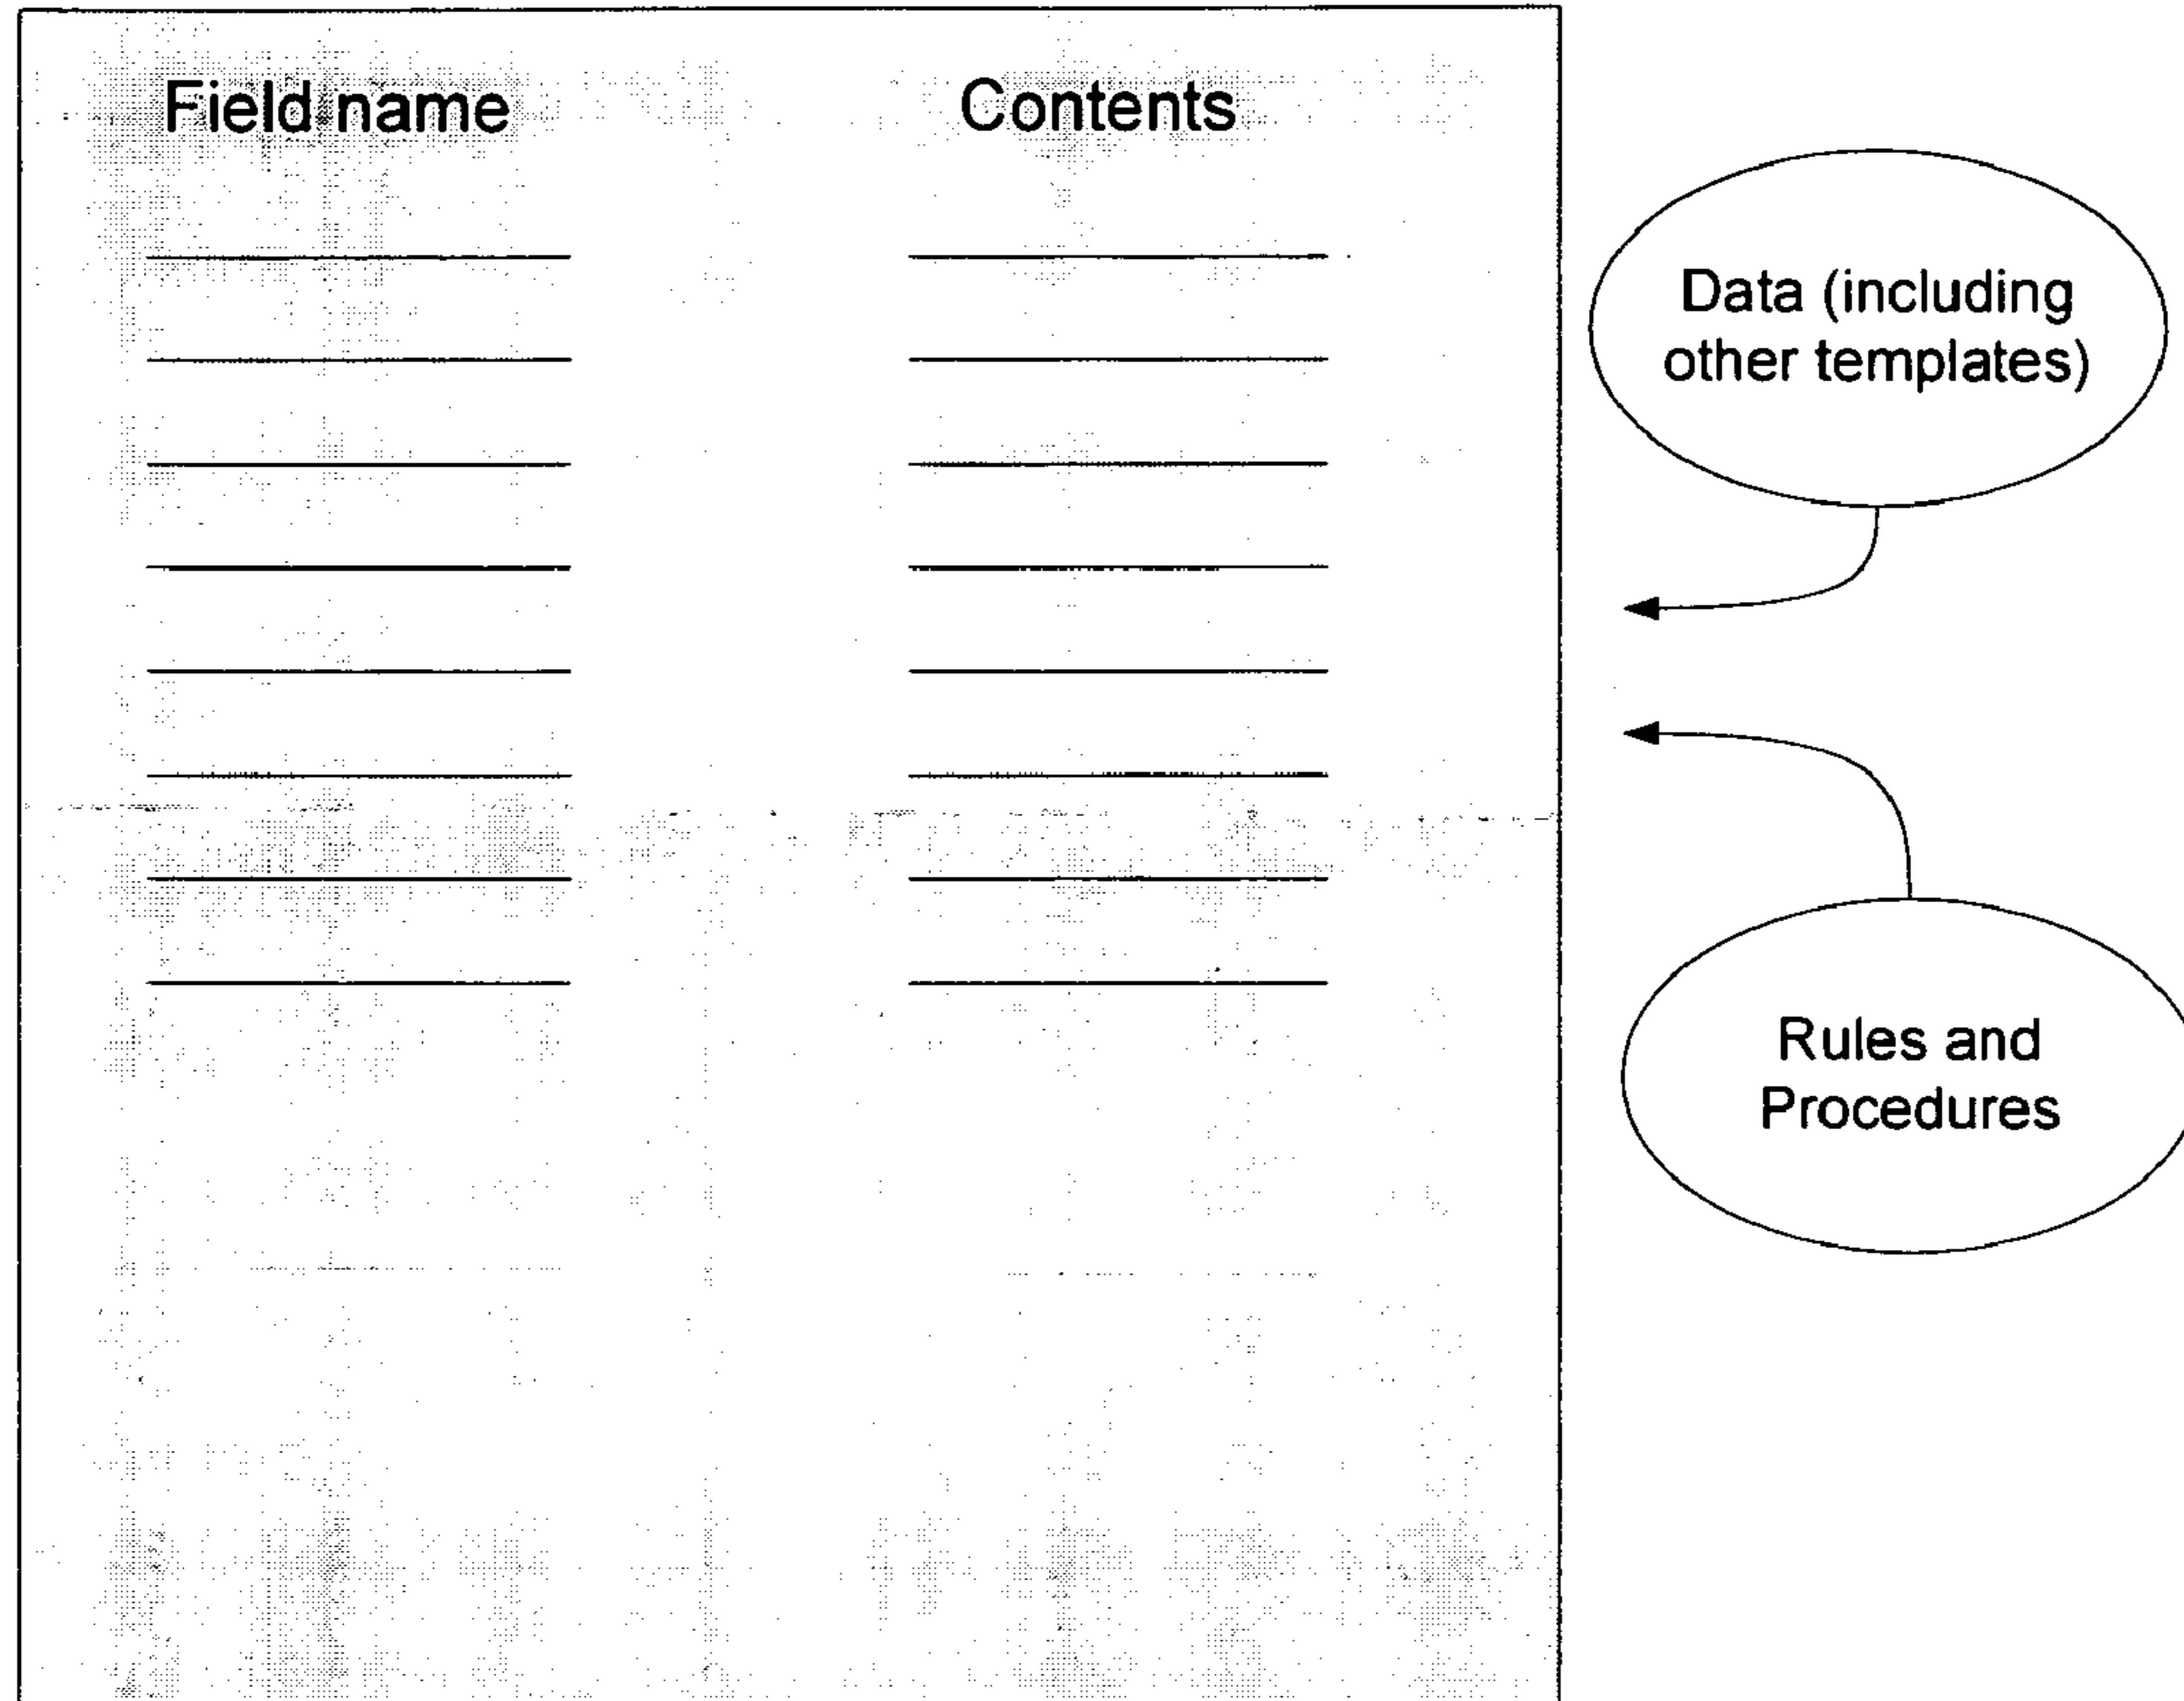 Field name
Contents
Data (including
other templates)
Rules and
Procedures